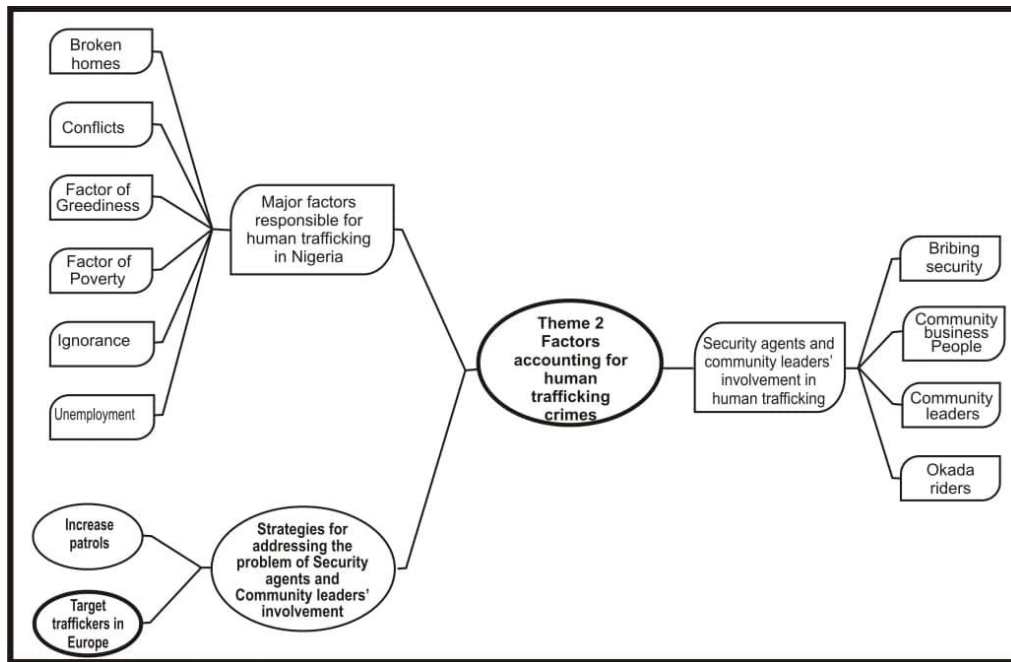 Broken
homes
Conflicts
Factor of
Greediness
Factor of
Poverty
Ignorance
Unemployment
Major factors
responsible for
human trafficking
in Nigeria
Increase
patrols
Target
traffickers in
Europe
Strategies for
addressing the
problem of Security
agents and
Community leaders’
involvement
Theme 2
Factors
accounting for
human
trafficking
crimes
Security agents and
community leaders’
involvement in
human trafficking
Bribing
security
Community
business
People
Community
leaders
Okada
riders